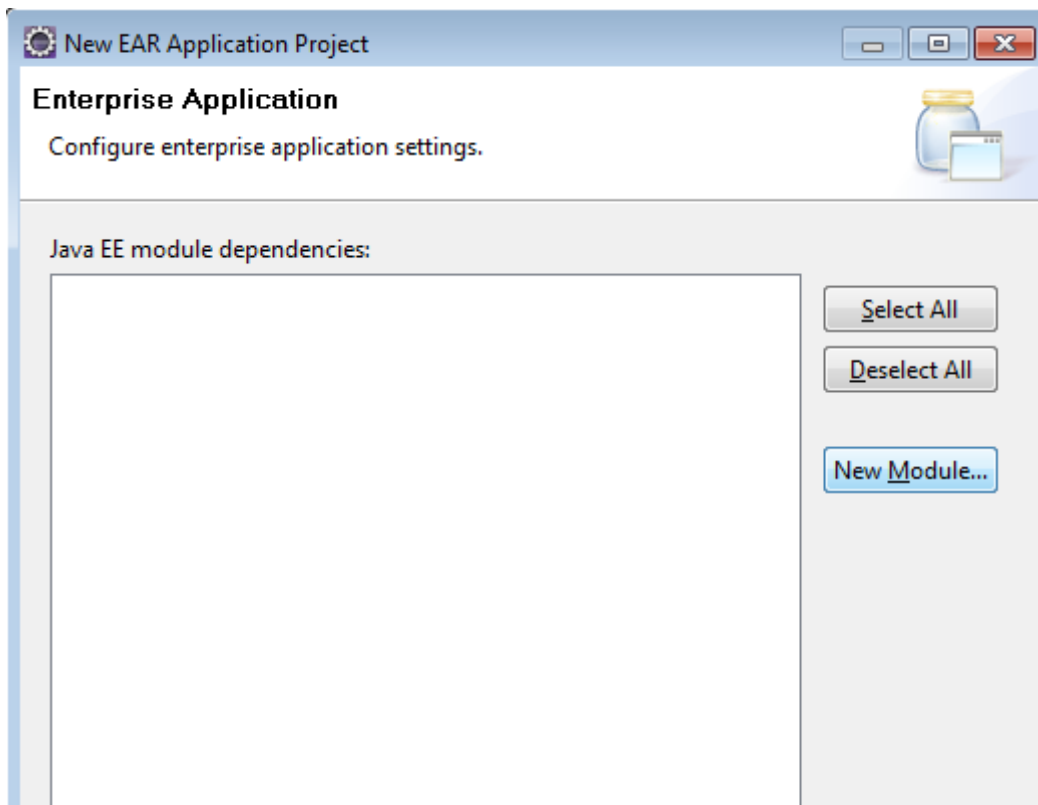 New EAR Application Project
Enterprise Application
Configure enterprise application settings.
Java EE module dependencies:
Select All
Deselect All
New Module...